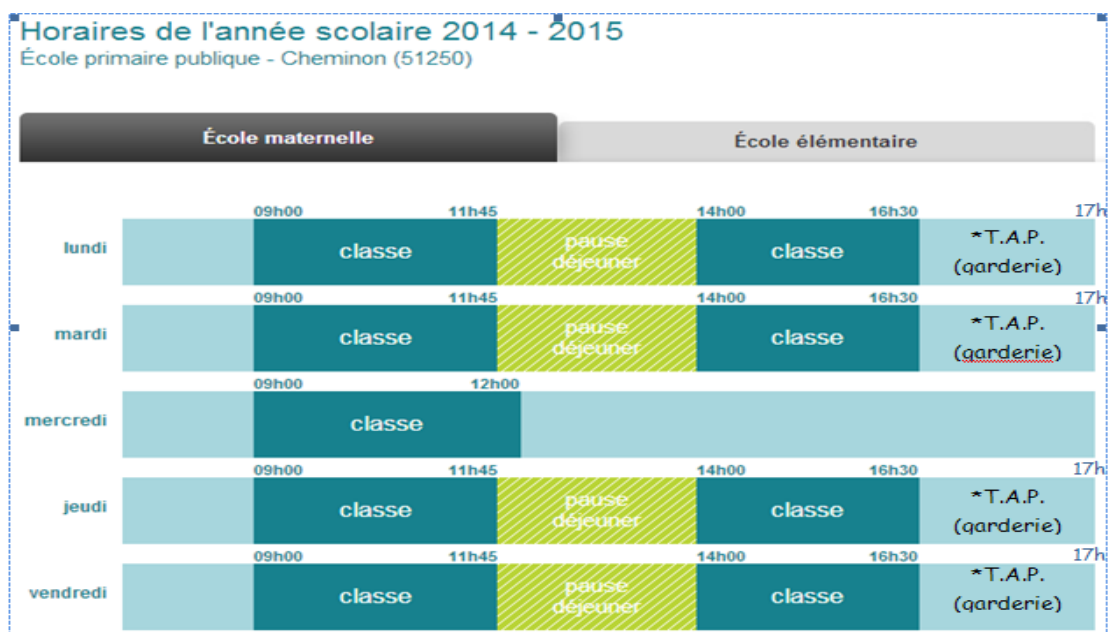 Horaires de l'année scolaire 2014 - 2015
École primaire publique - Cheminon (51250)
École maternelle
École élémentaire
09h00 11h45 14h00 16h30 17h
lundi classe pause déjeuner classe *T.A.P. (garderie)
09h00 11h45 14h00 16h30 17h
mardi classe pause déjeuner classe *T.A.P. (garderie)
09h00 12h00
mercredi classe
09h00 11h45 14h00 16h30 17h
jeudi classe pause déjeuner classe *T.A.P. (garderie)
09h00 11h45 14h00 16h30 17h
vendredi classe pause déjeuner classe *T.A.P. (garderie)